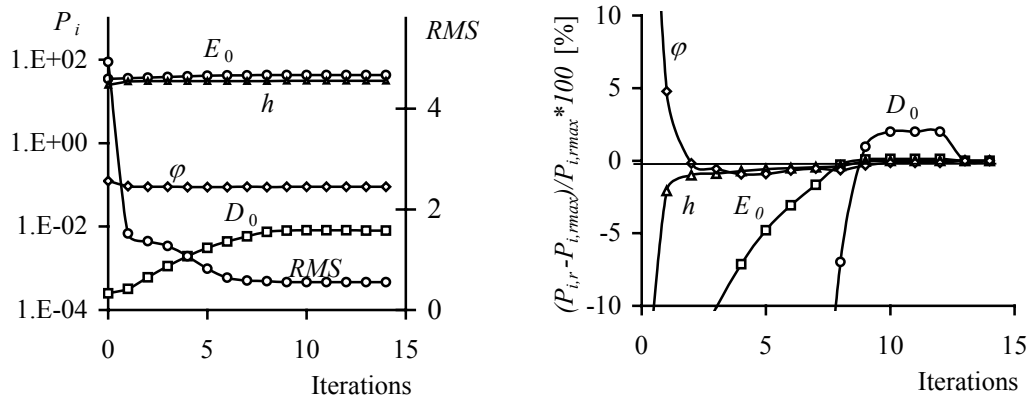 P i
RMS
1.E+02
1.E+00
1.E-02
1.E-04
E 0
h
φ
D 0
RMS
4
2
0
0
5
10
15
Iterations
(P i,r -P i,rmax )/P i,rmax *100 [%]
10
5
0
-5
-10
φ
D 0
h
E 0
0
5
10
15
Iterations